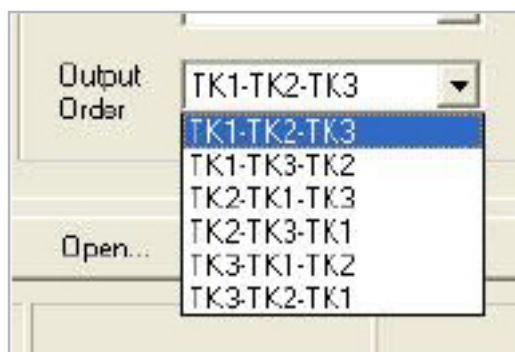 Output
Order
TK1-TK2-TK3
TK1-TK2-TK3
TK1-TK3-TK2
TK2-TK1-TK3
TK2-TK3-TK1
TK3-TK1-TK2
TK3-TK2-TK1
Open...